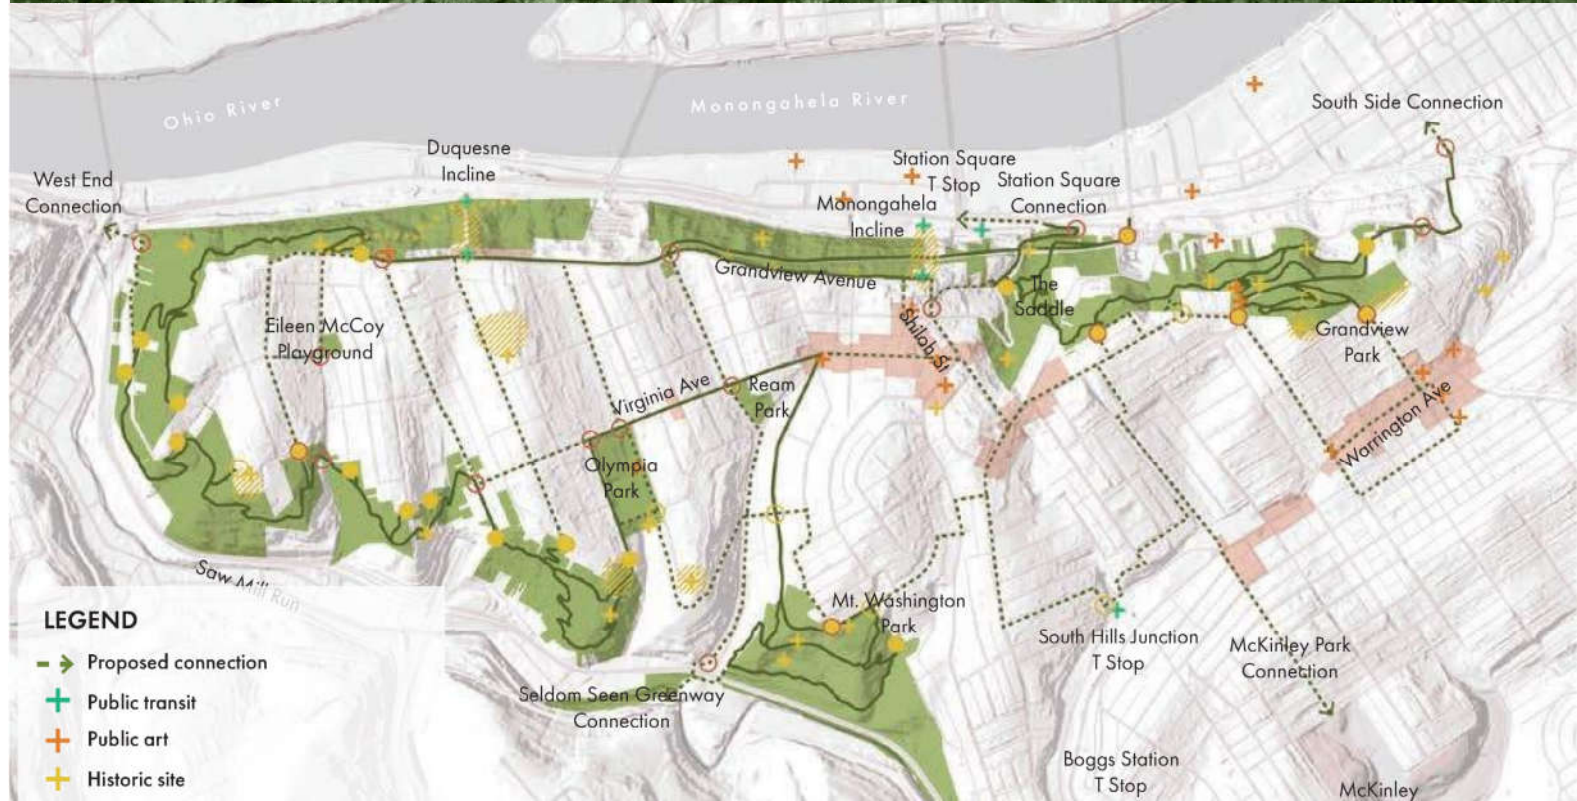 Ohio River
Monongahela River
South Side Connection
Duquesne
Incline
Station Square
T Stop
Station Square
Connection
West End
Connection
Monongahela
Incline
Grandview Avenue
The
Saddle
Shiloh St
Eileen McCoy
Playground
Grandview
Park
Virginia Ave
Ream
Park
Warrington Ave
Olympia
Park
Saw Mill Run
Mt. Washington
Park
South Hills Junction
T Stop
McKinley Park
Connection
Seldom Seen Greenway
Connection
Boggs Station
T Stop
McKinley
LEGEND
Proposed connection
Public transit
Public art
Historic site